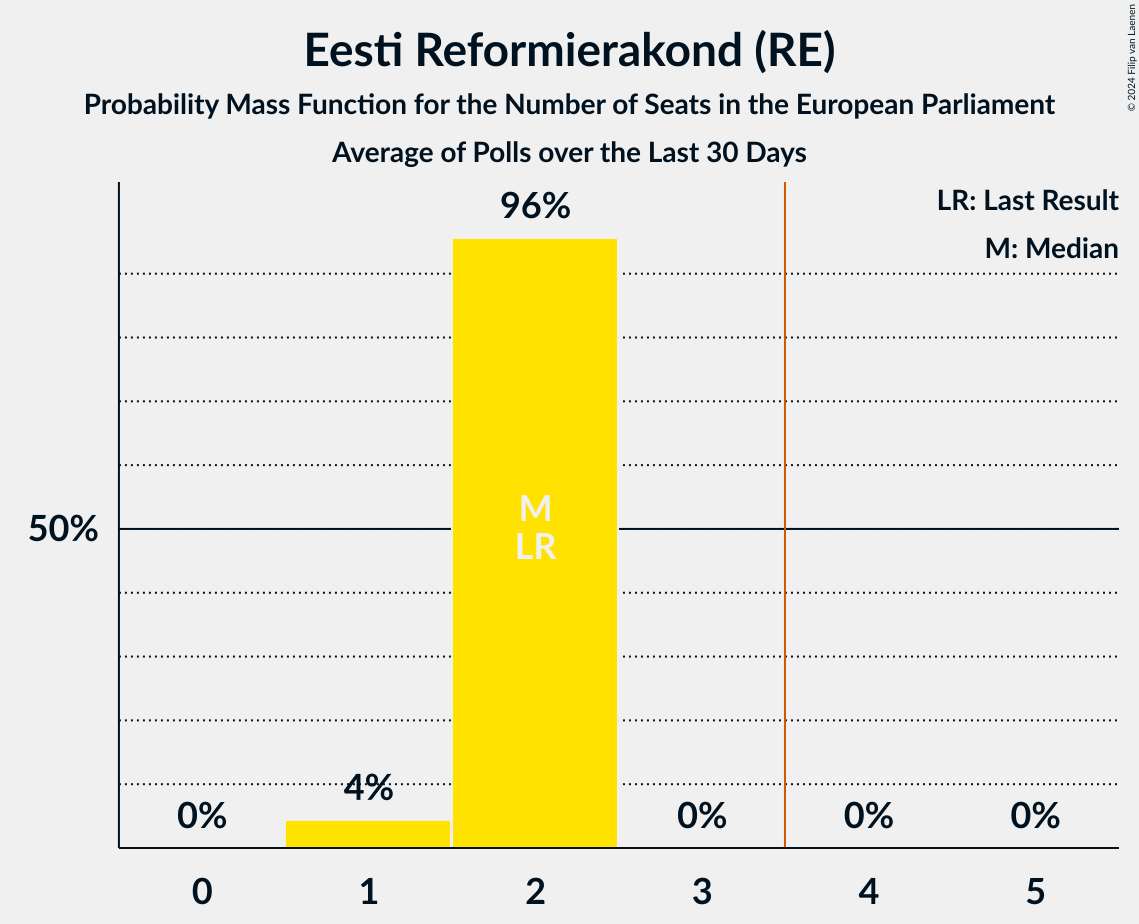 Eesti Reformierakond (RE)
Probability Mass Function for the Number of Seats in the European Parliament
Average of Polls over the Last 30 Days
© 2024 Filip van Laenen
LR: Last Result
M: Median
96%
M
LR
50%
4%
0%
0%
0%
0%
0
1
2
3
4
5